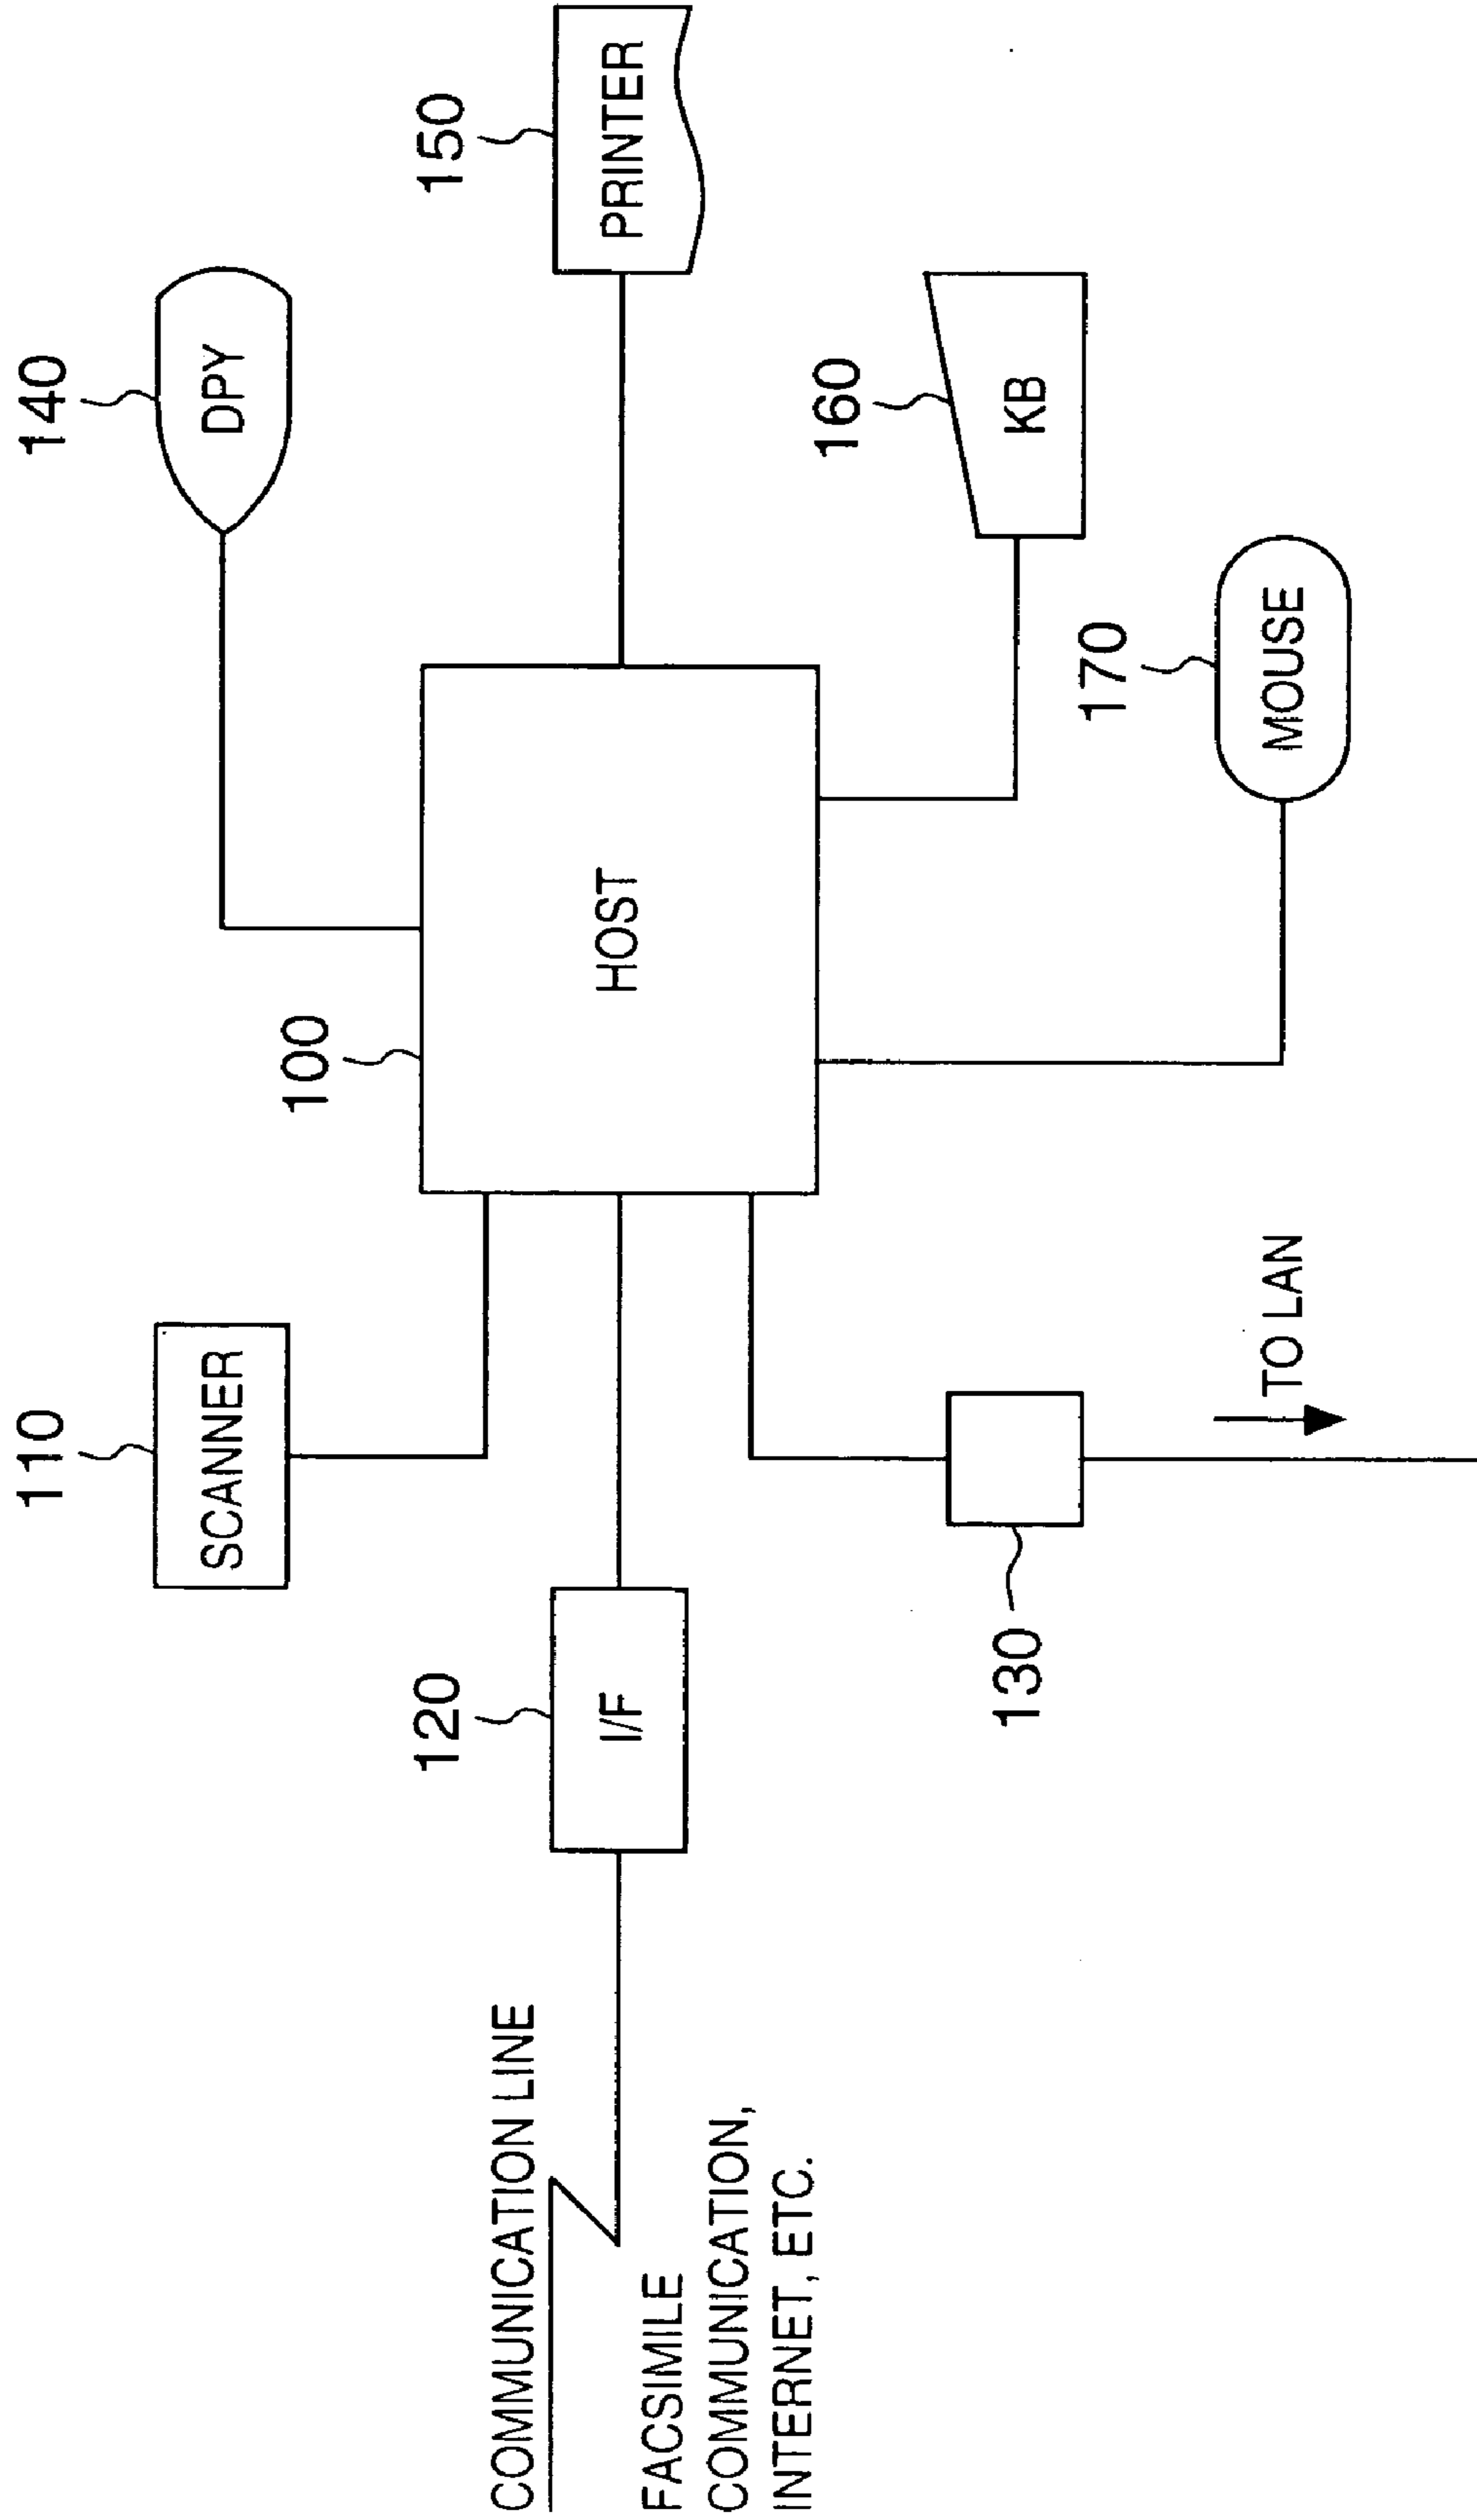 110
SCANNER
140
DPY
100
HOST
150
PRINTER
120
I/F
COMMUNICATION LINE
FACSIMILE
COMMUNICATION,
INTERNET, ETC.
130
TO LAN
160
KB
170
MOUSE